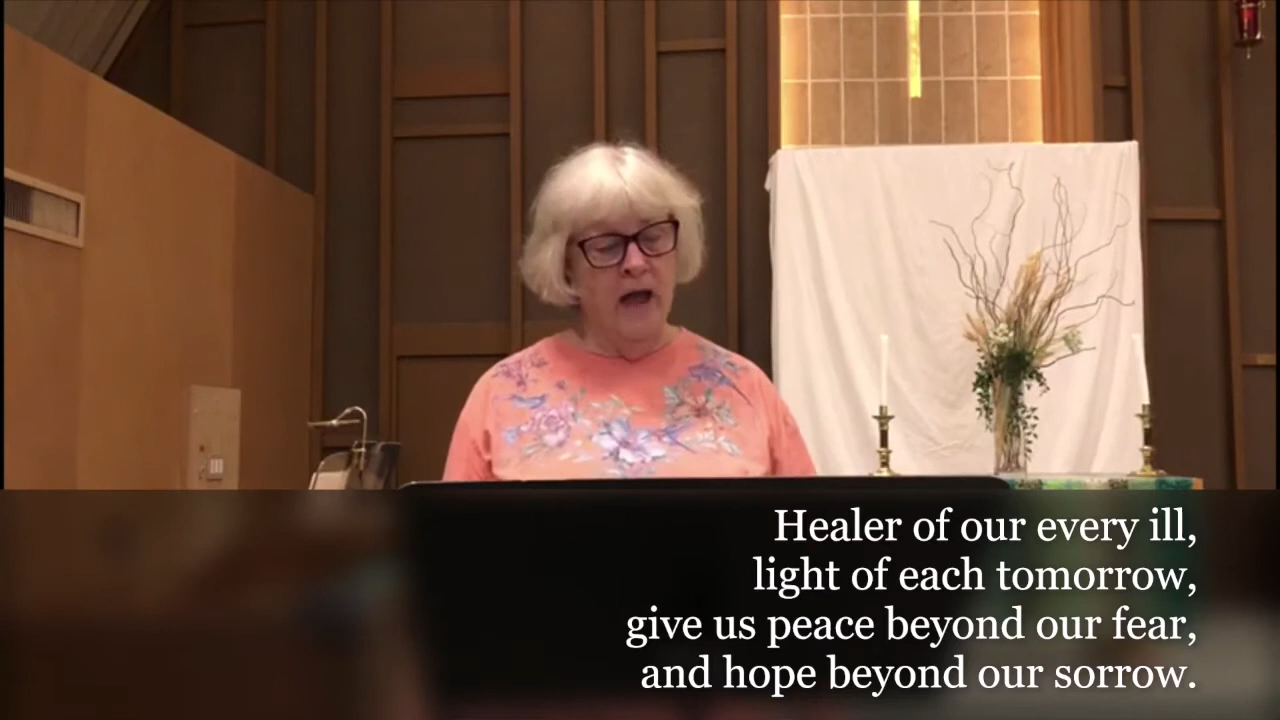 Healer of our every ill,
light of each tomorrow,
give us peace beyond our fear,
and hope beyond our sorrow.